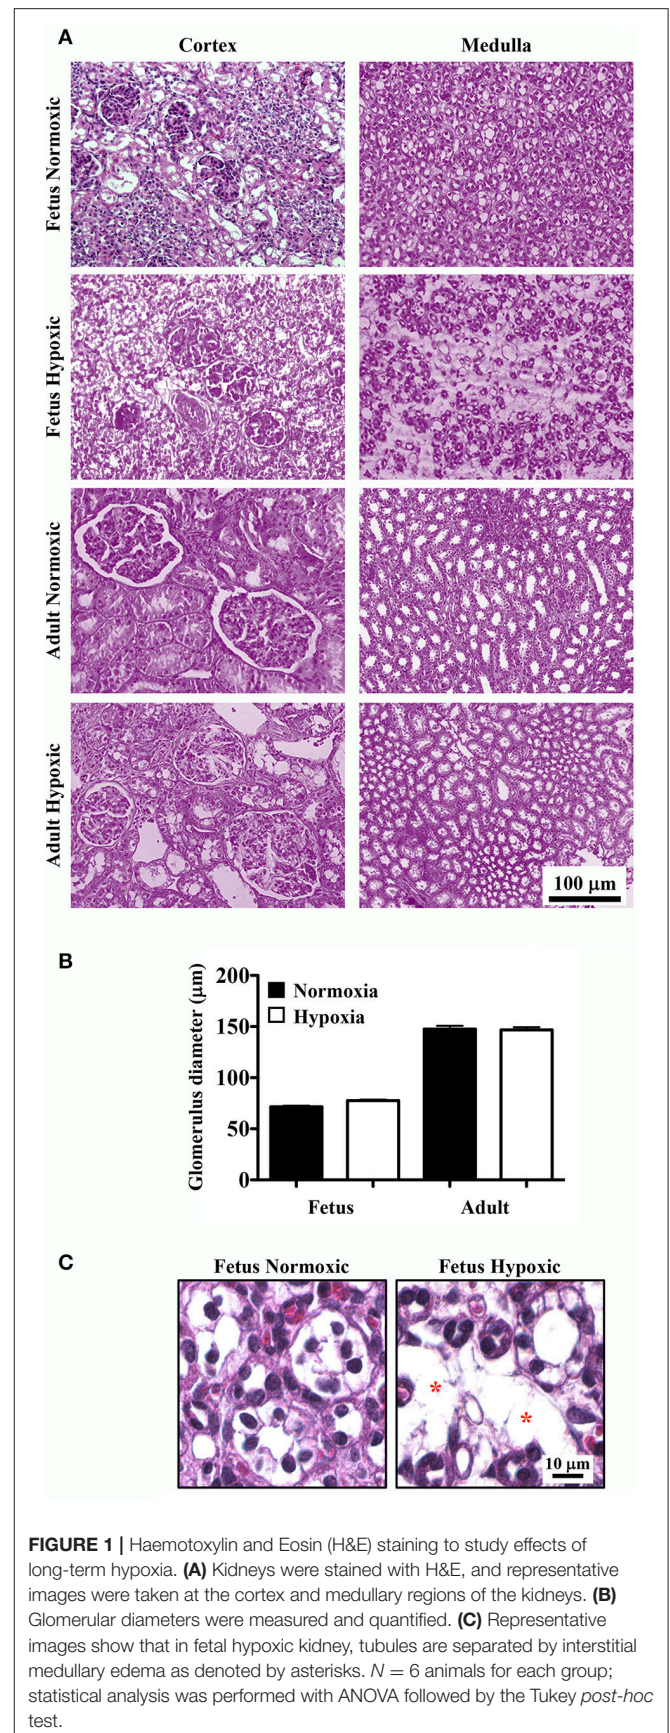 A
Cortex Medulla
Fetus Normoxic
Fetus Hypoxic
Adult Normoxic
Adult Hypoxic
100 μm
B
Glomerulus diameter (μm)
200
150
100
50
0
Normoxia
Hypoxia
Fetus Adult
C
Fetus Normoxic Fetus Hypoxic
* *
10 μm
FIGURE 1 | Haemotoxylin and Eosin (H&E) staining to study effects of
long-term hypoxia. (A) Kidneys were stained with H&E, and representative
images were taken at the cortex and medullary regions of the kidneys. (B)
Glomerular diameters were measured and quantified. (C) Representative
images show that in fetal hypoxic kidney, tubules are separated by interstitial
medullary edema as denoted by asterisks. N = 6 animals for each group;
statistical analysis was performed with ANOVA followed by the Tukey post-hoc
test.